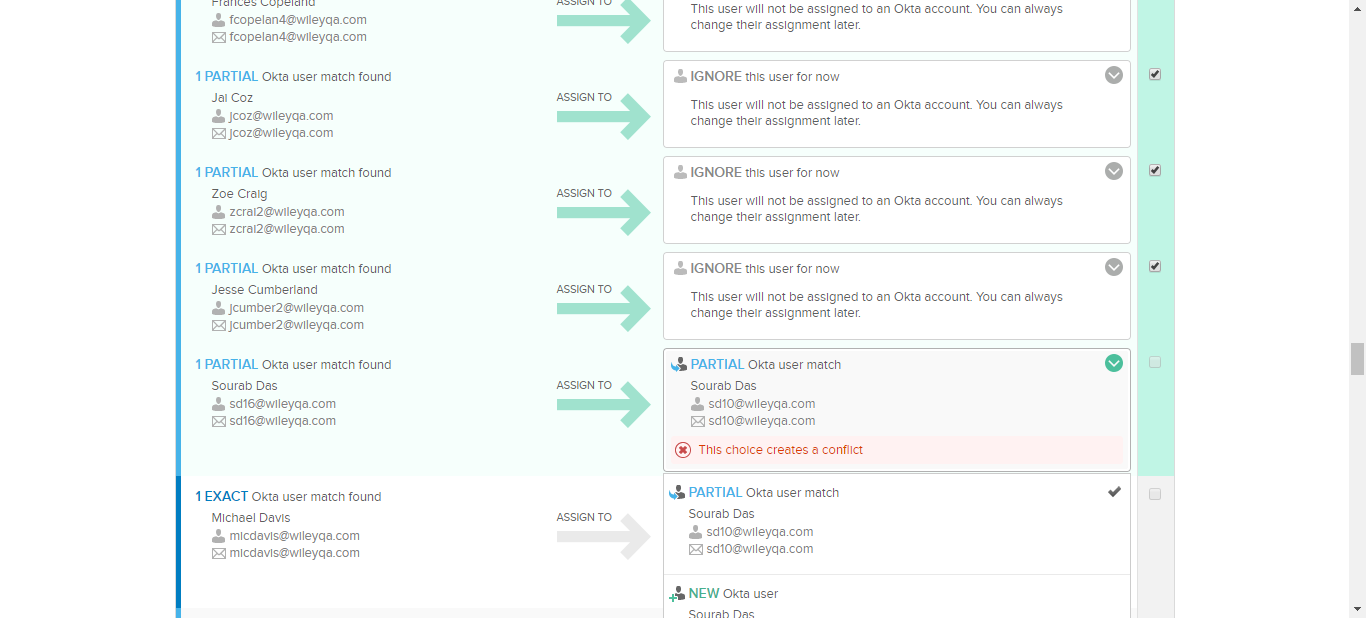 Frances Copeland
fcopelan4@wileyqa.com
fcopelan4@wileyqa.com
ASSIGN TO
This user will not be assigned to an Okta account. You can always
change their assignment later.
1 PARTIAL Okta user match found
Jai Coz
jcoz@wileyqa.com
jcoz@wileyqa.com
ASSIGN TO
IGNORE this user for now
This user will not be assigned to an Okta account. You can always
change their assignment later.
1 PARTIAL Okta user match found
Zoe Craig
zcrai2@wileyqa.com
zcrai2@wileyqa.com
ASSIGN TO
IGNORE this user for now
This user will not be assigned to an Okta account. You can always
change their assignment later.
1 PARTIAL Okta user match found
Jesse Cumberland
jcumber2@wileyqa.com
jcumber2@wileyqa.com
ASSIGN TO
IGNORE this user for now
This user will not be assigned to an Okta account. You can always
change their assignment later.
1 PARTIAL Okta user match found
Sourab Das
sd16@wileyqa.com
sd16@wileyqa.com
ASSIGN TO
PARTIAL Okta user match
Sourab Das
sd10@wileyqa.com
sd10@wileyqa.com
This choice creates a conflict
1 EXACT Okta user match found
Michael Davis
micdavis@wileyqa.com
micdavis@wileyqa.com
ASSIGN TO
PARTIAL Okta user match
Sourab Das
sd10@wileyqa.com
sd10@wileyqa.com
NEW Okta user
Sourab Das